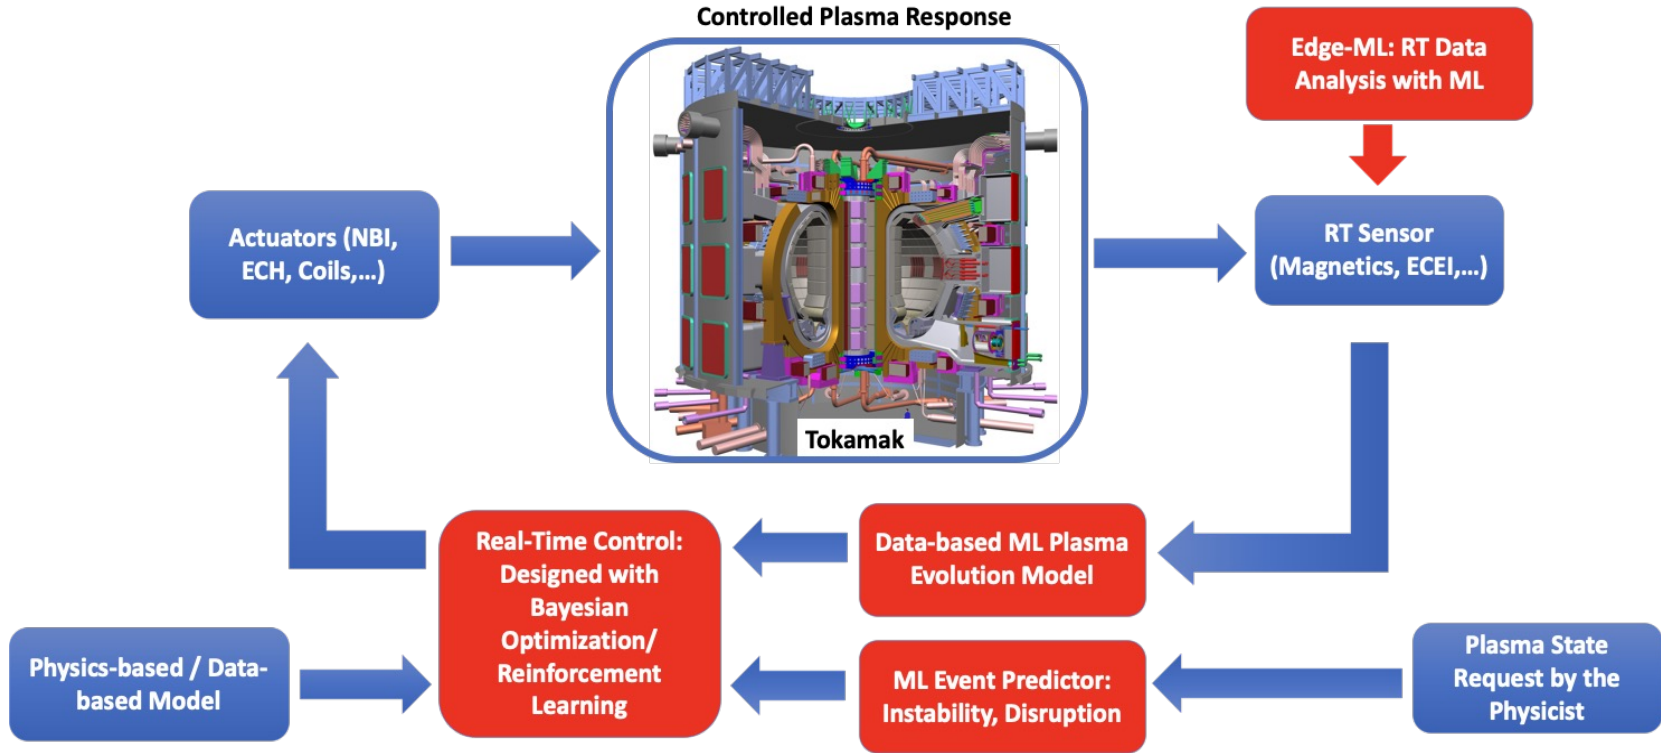 Controlled Plasma Response
Edge-ML: RT Data
Analysis with ML
Actuators (NBI,
ECH, Coils,...)
RT Sensor
(Magnetics, ECEI,...)
Tokamak
Real-Time Control:
Designed with
Bayesian
Optimization/
Reinforcement
Learning
Data-based ML Plasma
Evolution Model
Physics-based / Data-
based Model
ML Event Predictor:
Instability, Disruption
Plasma State
Request by the
Physicist